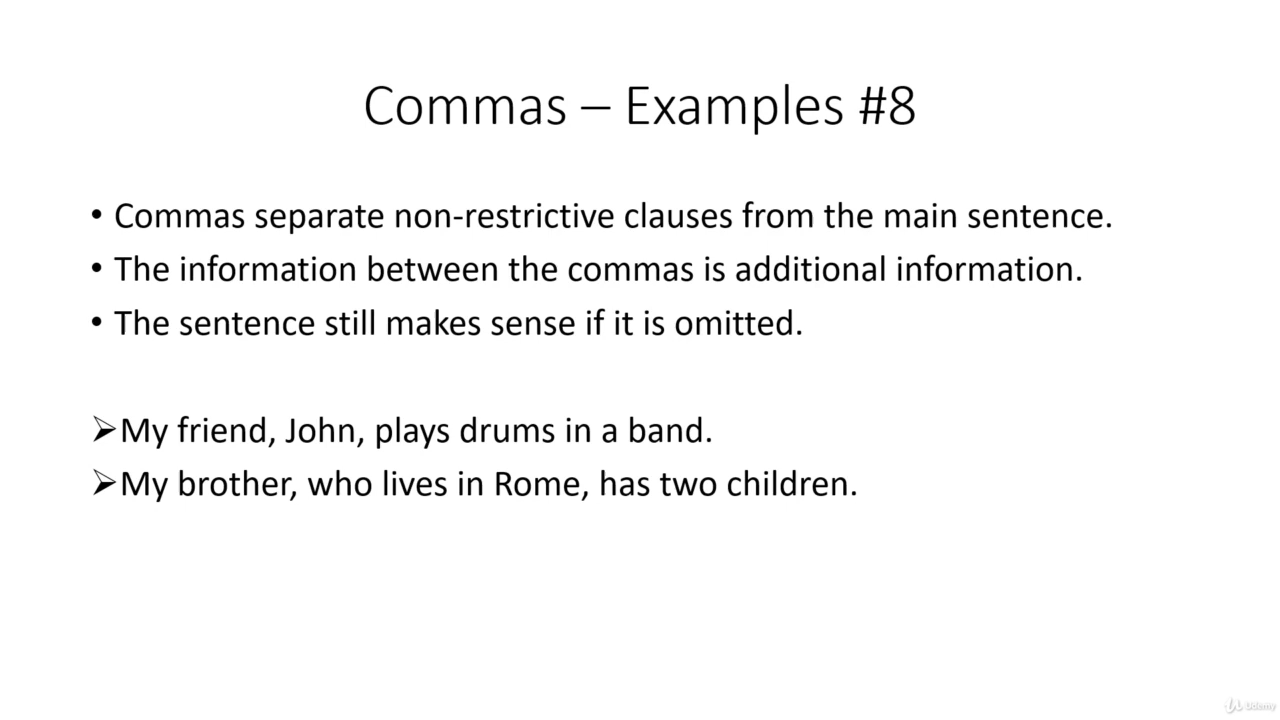 Commas – Examples #8
• Commas separate non-restrictive clauses from the main sentence.
• The information between the commas is additional information.
• The sentence still makes sense if it is omitted.
➢My friend, John, plays drums in a band.
➢My brother, who lives in Rome, has two children.
Udemy